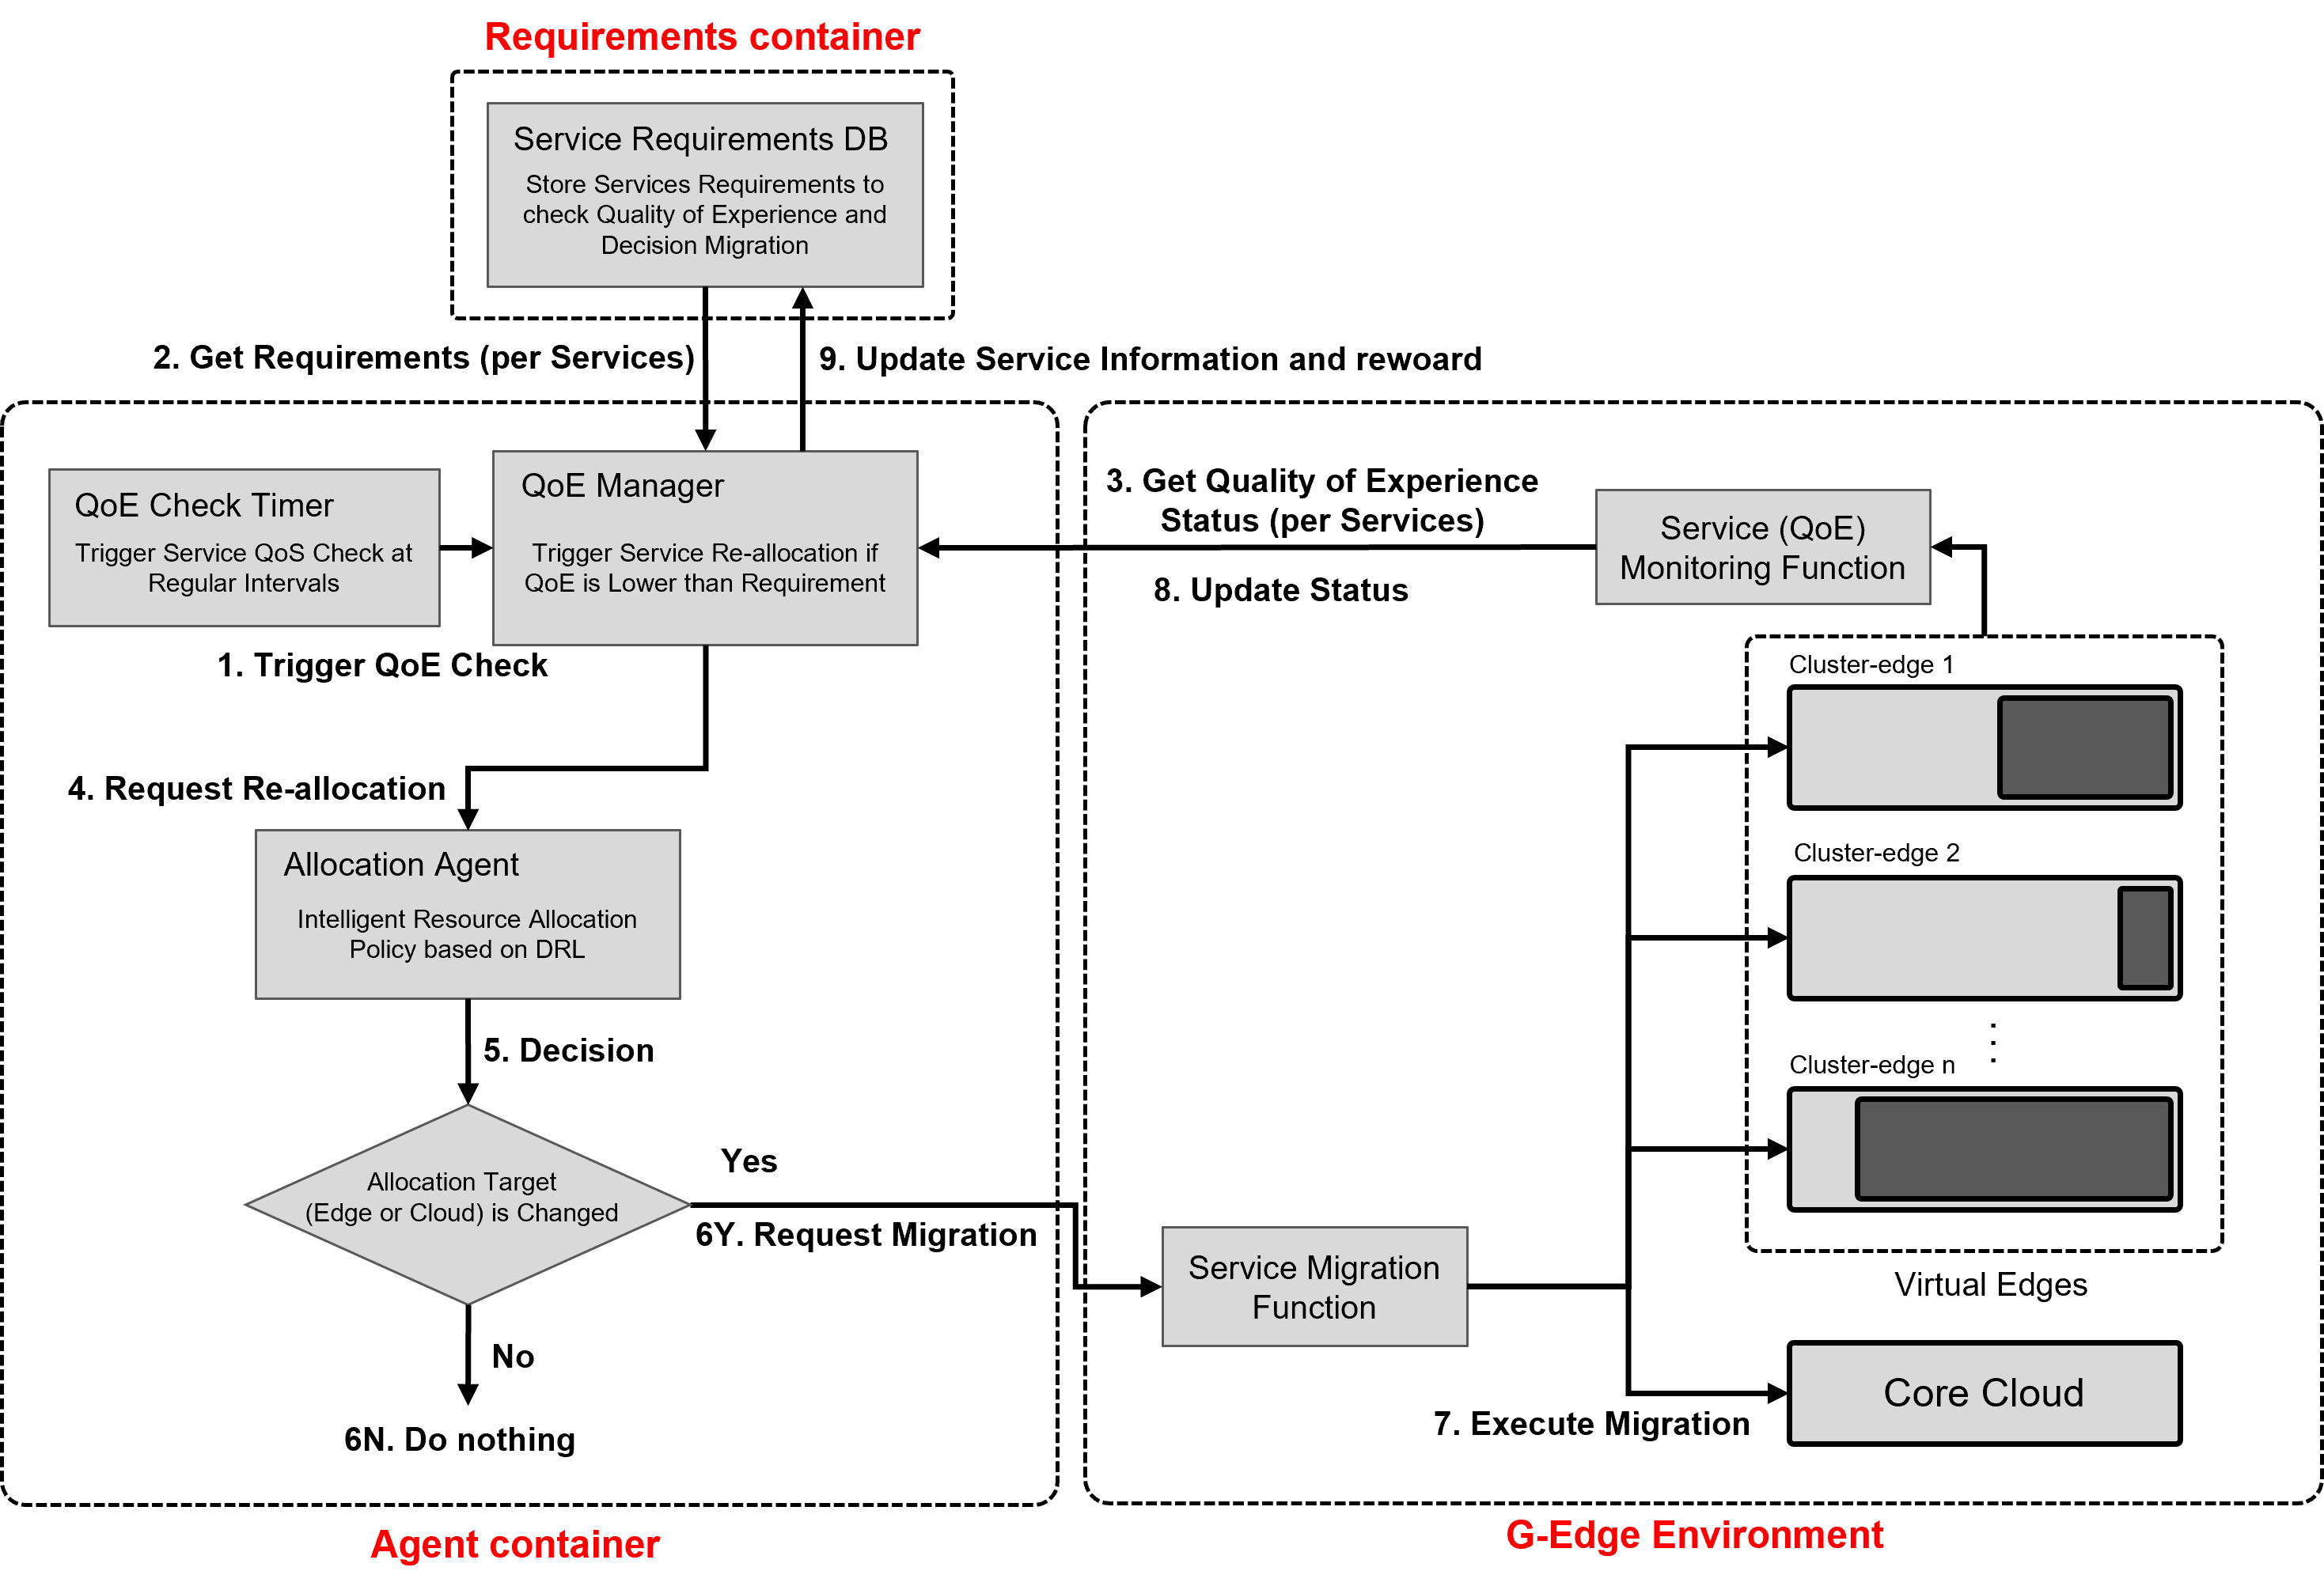 Requirements container
Service Requirements DB
Store Services Requirements to
check Quality of Experience and
Decision Migration
2. Get Requirements (per Services)
9. Update Service Information and rewoard
QoE Check Timer
Trigger Service QoS Check at
Regular Intervals
QoE Manager
Trigger Service Re-allocation if
QoE is Lower than Requirement
1. Trigger QoE Check
3. Get Quality of Experience
Status (per Services)
8. Update Status
Service (QoE)
Monitoring Function
4. Request Re-allocation
Allocation Agent
Intelligent Resource Allocation
Policy based on DRL
5. Decision
Allocation Target
(Edge or Cloud) is Changed
Yes
6Y. Request Migration
No
6N. Do nothing
Service Migration
Function
7. Execute Migration
Cluster-edge 1
Cluster-edge 2
Cluster-edge n
Virtual Edges
Core Cloud
Agent container
G-Edge Environment